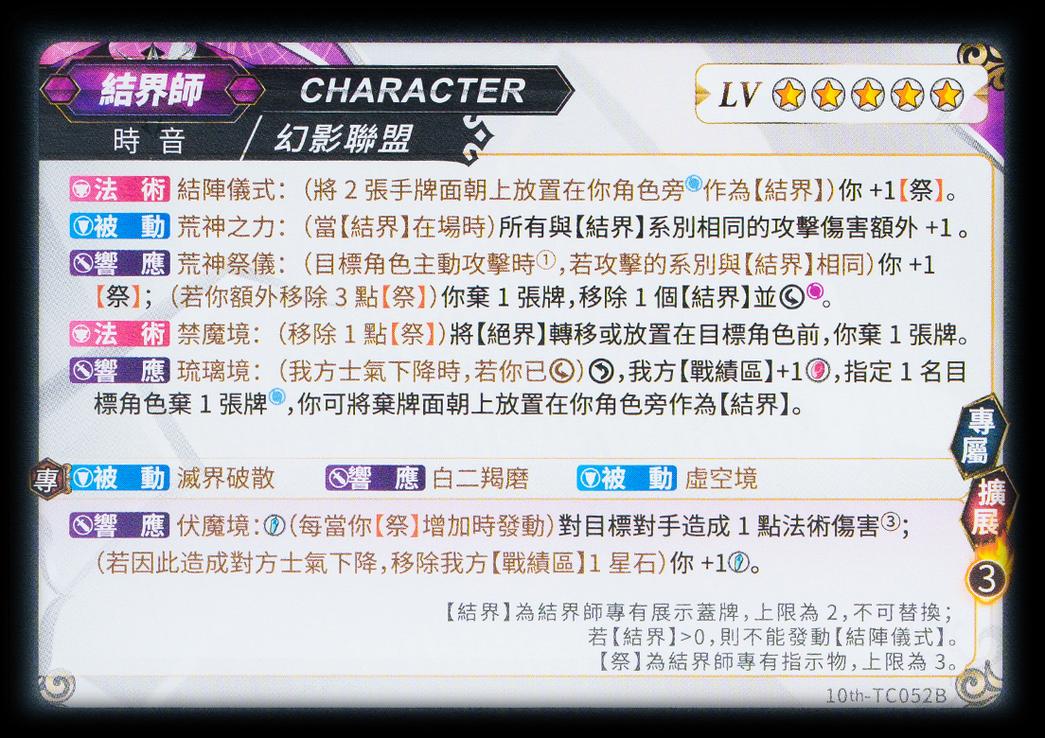 結界師 CHARACTER LV
時音 / 幻影聯盟
法術 結陣儀式：（將 2 張手牌面朝上放置在你角色旁作為【結界】）你 +1【祭】。
被動 荒神之力：（當【結界】在場時）所有與【結界】系別相同的攻擊傷害額外 +1。
響應 荒神祭儀：（目標角色主動攻擊時①，若攻擊的系別與【結界】相同）你 +1
【祭】；（若你額外移除 3 點【祭】）你棄 1 張牌，移除 1 個【結界】並。
法術 禁魔境：（移除 1 點【祭】）將【絕界】轉移或放置在目標角色前，你棄 1 張牌。
響應 琉璃境：（我方士氣下降時，若你已），我方【戰績區】+1，指定 1 名目
標角色棄 1 張牌，你可將棄牌面朝上放置在你角色旁作為【結界】。
專 被動 滅界破散 響應 白二羯磨 被動 虛空境
響應 伏魔境：（每當你【祭】增加時發動）對目標對手造成 1 點法術傷害③；
（若因此造成對方士氣下降，移除我方【戰績區】1 星石）你 +1。
專屬
擴展
3
【結界】為結界師專有展示蓋牌，上限為 2，不可替換；
若【結界】>0，則不能發動【結陣儀式】。
【祭】為結界師專有指示物，上限為 3。
10th-TC052B